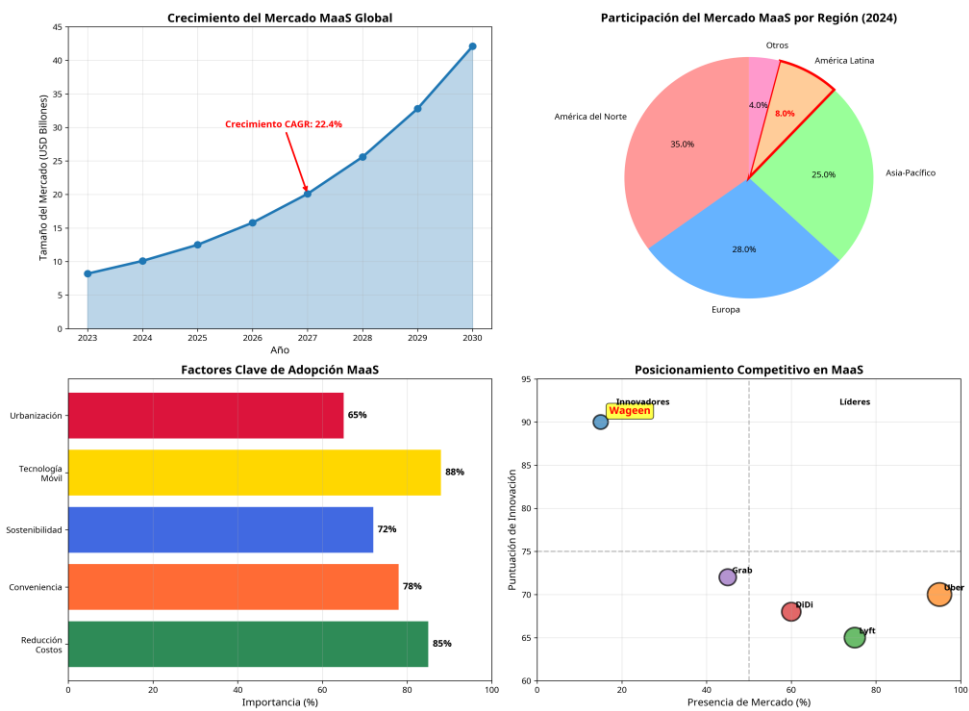 Crecimiento del Mercado MaaS Global
Tamaño del Mercado (USD Billones)
45
40
35
30
25
20
15
10
5
0
Crecimiento CAGR: 22.4%
2023 2024 2025 2026 2027 2028 2029 2030
Año
Participación del Mercado MaaS por Región (2024)
Otros
América Latina
América del Norte
4.0%
8.0%
35.0%
25.0%
Asia-Pacífico
28.0%
Europa
Factores Clave de Adopción MaaS
Urbanización
65%
Tecnología
Móvil
88%
Sostenibilidad
72%
Conveniencia
78%
Reducción
Costos
85%
0 20 40 60 80 100
Importancia (%)
Posicionamiento Competitivo en MaaS
Puntuación de Innovación
95
90
85
80
75
70
65
60
Innovadores
Líderes
Wageen
Grab
Uber
DiDi
Lyft
0 20 40 60 80 100
Presencia de Mercado (%)